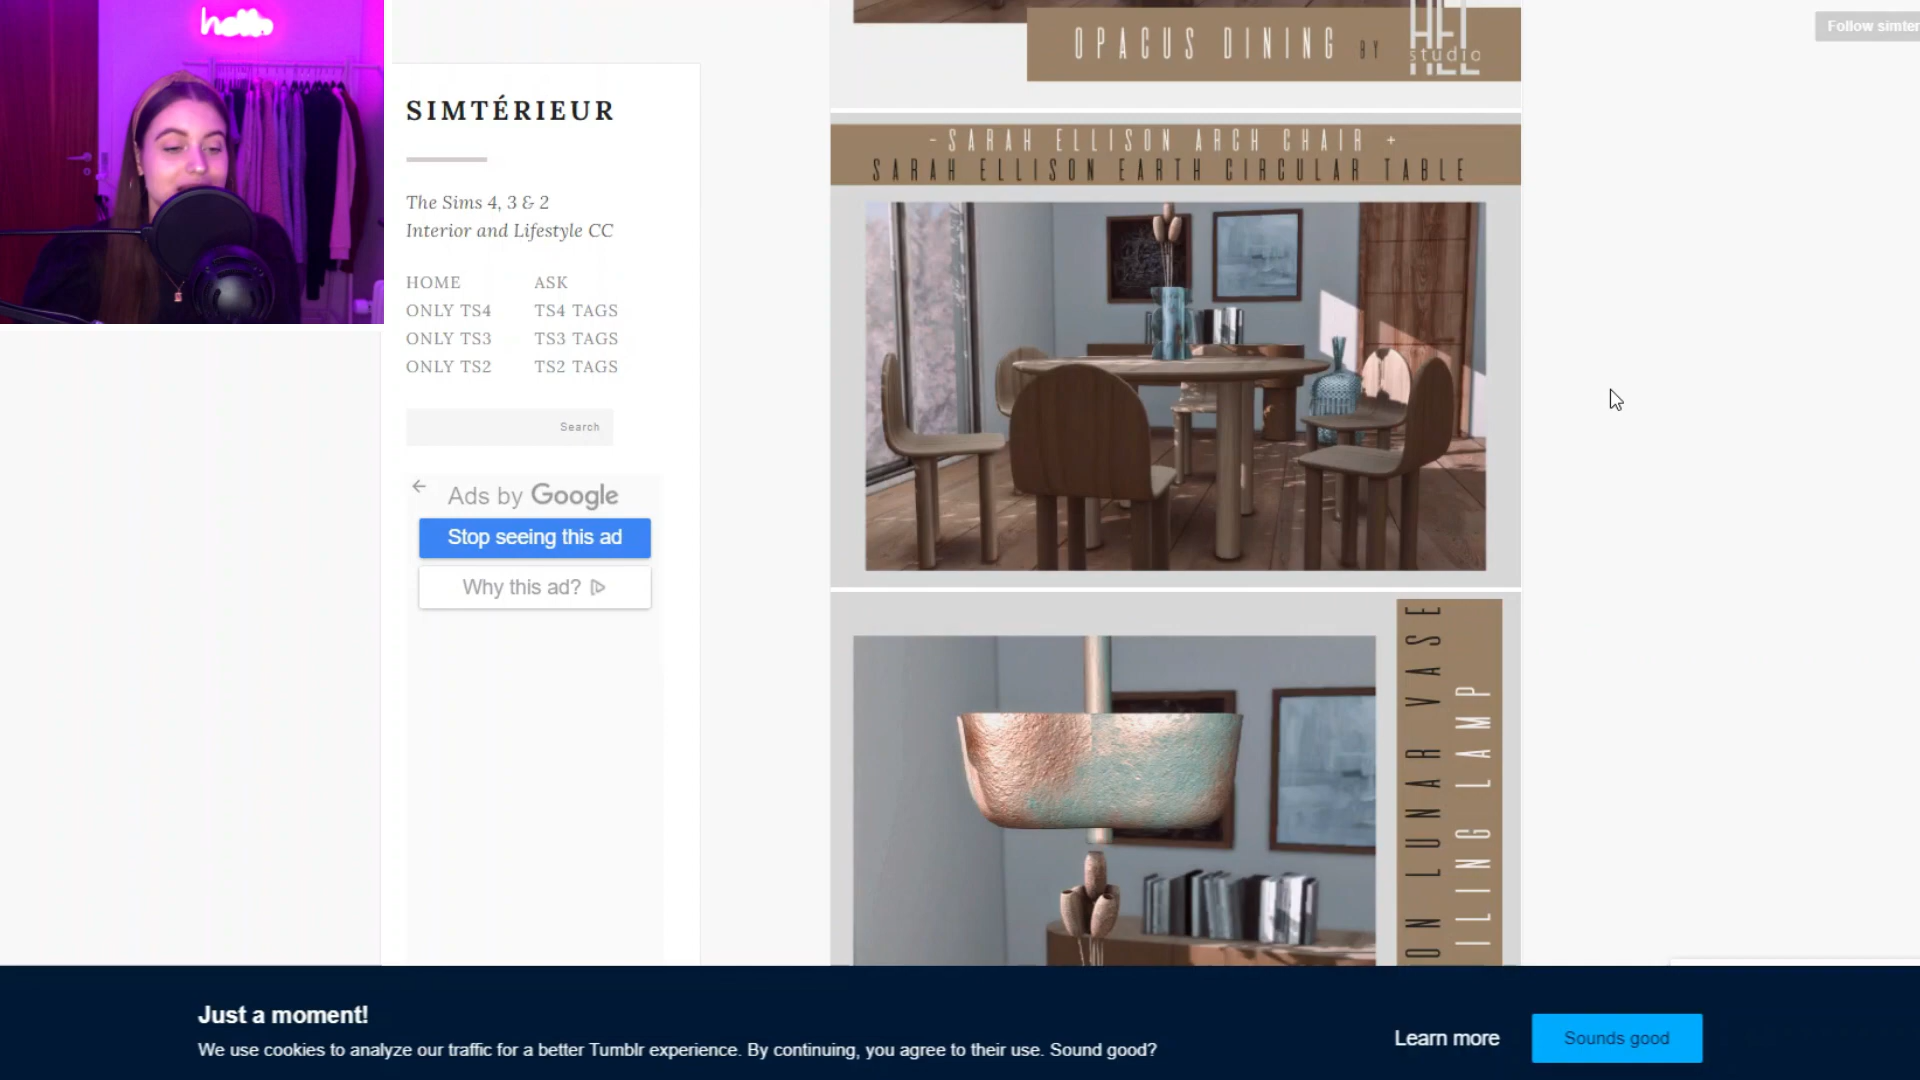 hello
Follow simter
SIMTÉRIEUR
The Sims 4, 3 & 2
Interior and Lifestyle CC
HOME
ASK
ONLY TS4
TS4 TAGS
ONLY TS3
TS3 TAGS
ONLY TS2
TS2 TAGS
Search
Ads by Google
Stop seeing this ad
Why this ad?
OPACUS DINING BY
studio
-SARAH ELLISON ARCH CHAIR +
SARAH ELLISON EARTH CIRCULAR TABLE
ON LUNAR VASE
ILING LAMP
Just a moment!
We use cookies to analyze our traffic for a better Tumblr experience. By continuing, you agree to their use. Sound good?
Learn more
Sounds good